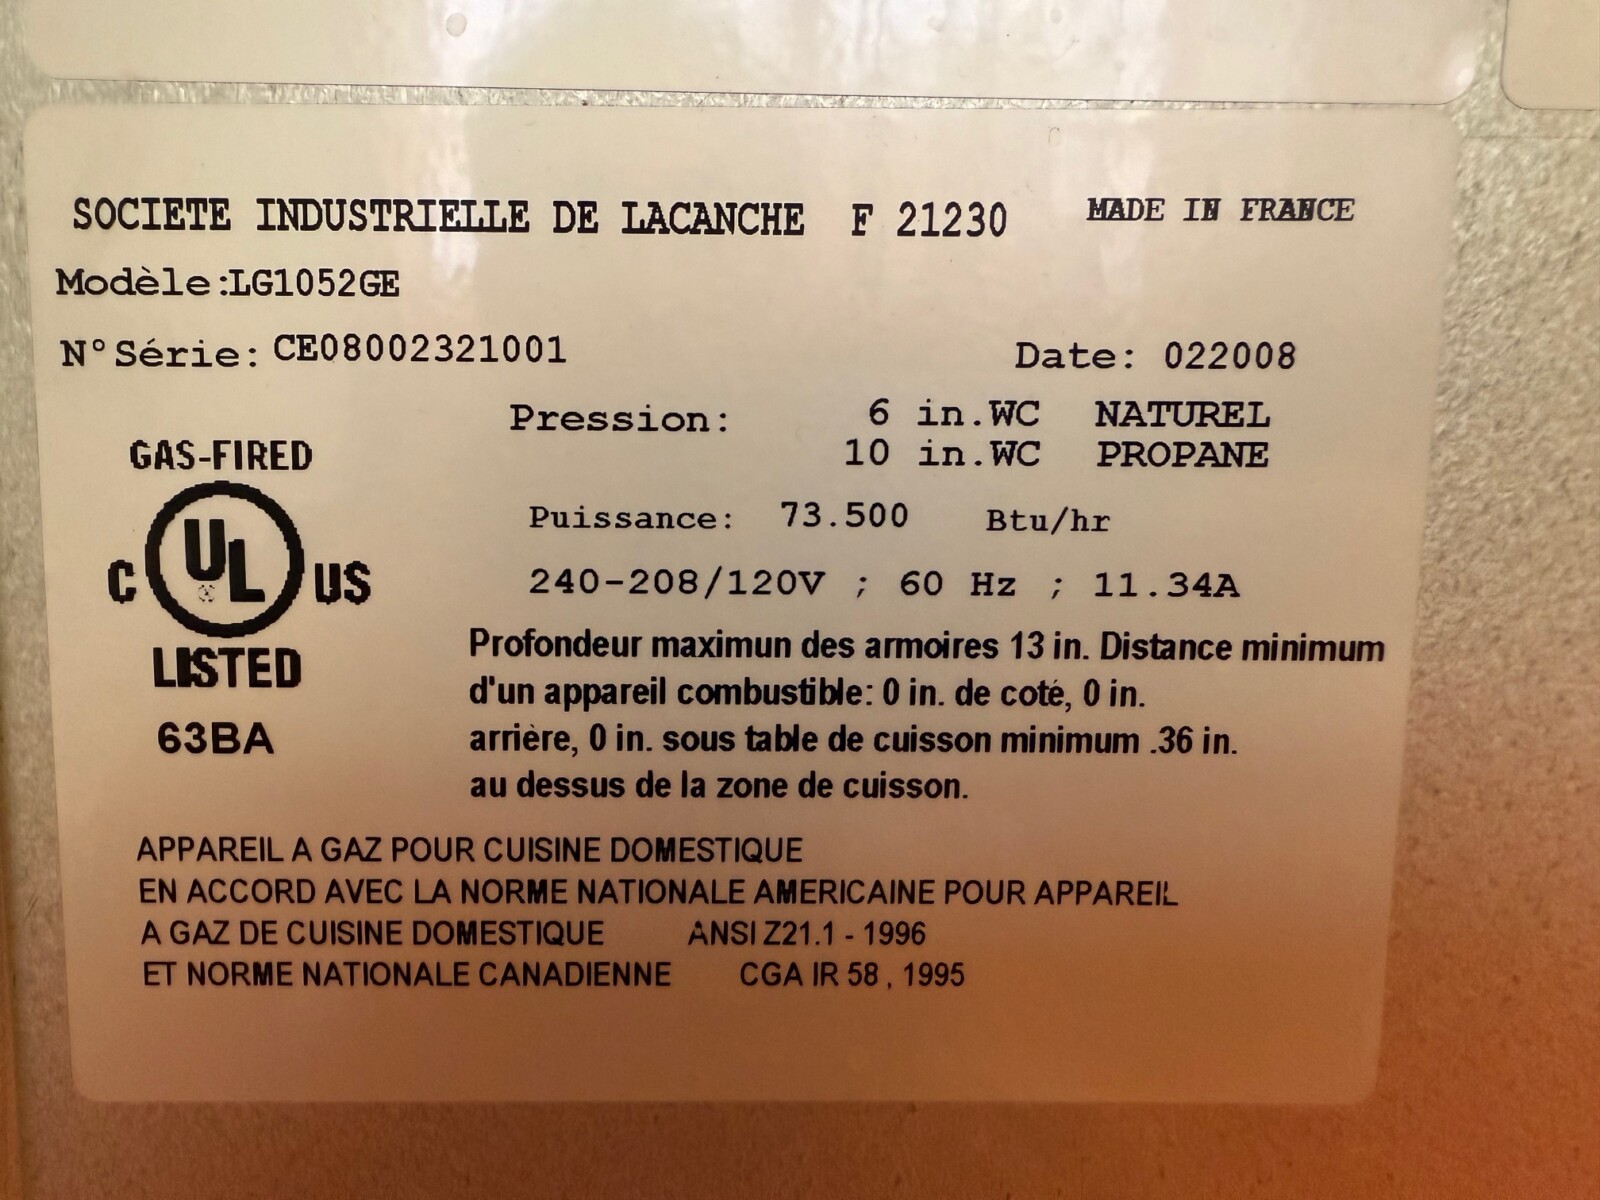 SOCIETE INDUSTRIELLE DE LACANCHE F 21230 MADE IN FRANCE
Modèle:LG1052GE
N° Série: CE08002321001 Date: 022008
Pression: 6 in.WC NATUREL
10 in.WC PROPANE
GAS-FIRED
C UL US
LISTED
63BA
Puissance: 73.500 Btu/hr
240-208/120V ; 60 Hz ; 11.34A
Profondeur maximun des armoires 13 in. Distance minimum
d'un appareil combustible: 0 in. de coté, 0 in.
arrière, 0 in. sous table de cuisson minimum .36 in.
au dessus de la zone de cuisson.
APPAREIL A GAZ POUR CUISINE DOMESTIQUE
EN ACCORD AVEC LA NORME NATIONALE AMERICAINE POUR APPAREIL
A GAZ DE CUISINE DOMESTIQUE ANSI Z21.1 - 1996
ET NORME NATIONALE CANADIENNE CGA IR 58 , 1995